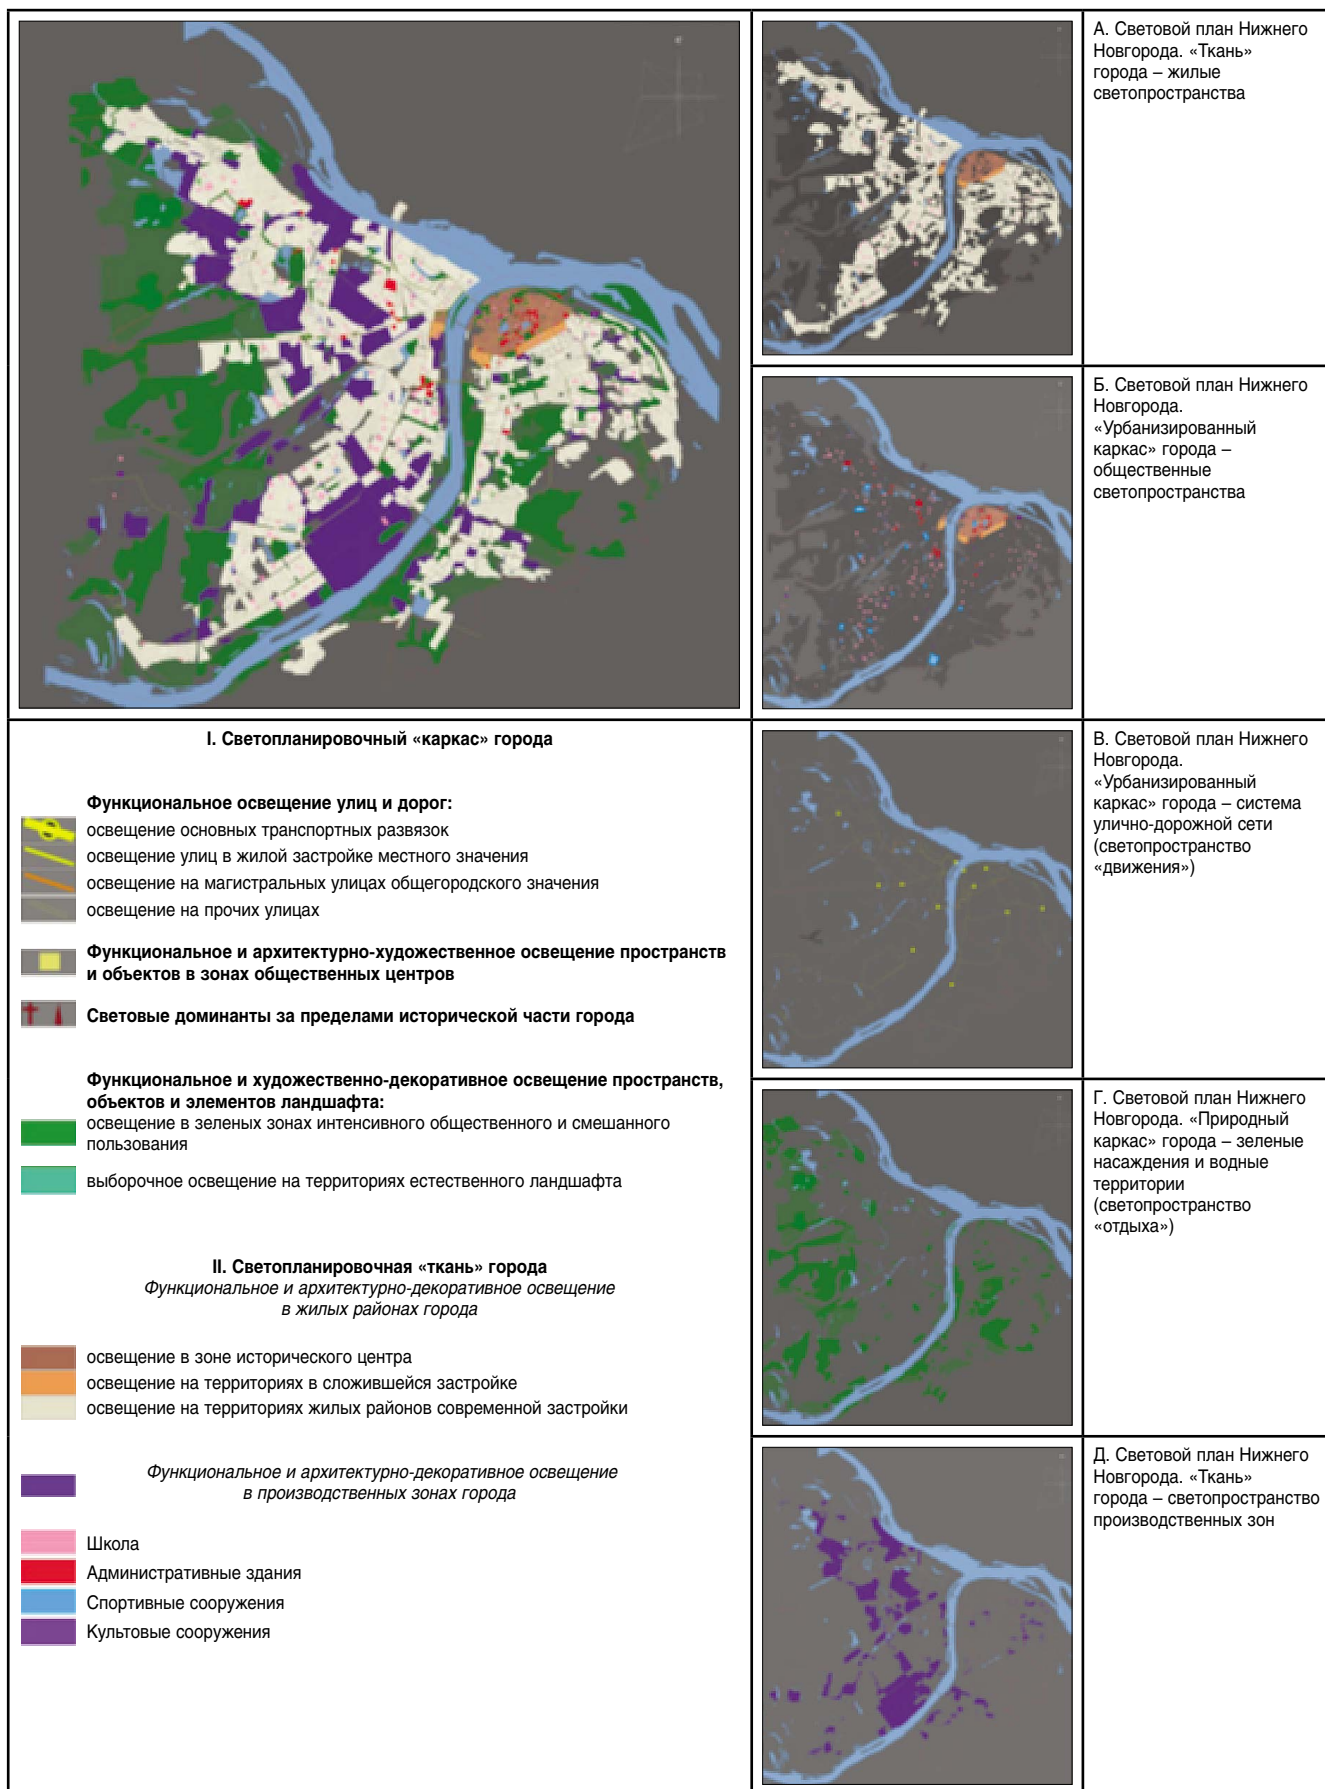 А. Световой план Нижнего
Новгорода. «Ткань»
города – жилые
светопространства
Б. Световой план Нижнего
Новгорода.
«Урбанизированный
каркас» города –
общественные
светопространства
I. Светопланировочный «каркас» города
Функциональное освещение улиц и дорог:
освещение основных транспортных развязок
освещение улиц в жилой застройке местного значения
освещение на магистральных улицах общегородского значения
освещение на прочих улицах
Функциональное и архитектурно-художественное освещение пространств
и объектов в зонах общественных центров
Световые доминанты за пределами исторической части города
Функциональное и художественно-декоративное освещение пространств,
объектов и элементов ландшафта:
освещение в зеленых зонах интенсивного общественного и смешанного
пользования
выборочное освещение на территориях естественного ландшафта
II. Светопланировочная «ткань» города
Функциональное и архитектурно-декоративное освещение
в жилых районах города
освещение в зоне исторического центра
освещение на территориях в сложившейся застройке
освещение на территориях жилых районов современной застройки
Функциональное и архитектурно-декоративное освещение
в производственных зонах города
Школа
Административные здания
Спортивные сооружения
Культовые сооружения
В. Световой план Нижнего
Новгорода.
«Урбанизированный
каркас» города – система
улично-дорожной сети
(светопространство
«движения»)
Г. Световой план Нижнего
Новгорода. «Природный
каркас» города – зеленые
насаждения и водные
территории
(светопространство
«отдыха»)
Д. Световой план Нижнего
Новгорода. «Ткань»
города – светопространство
производственных зон